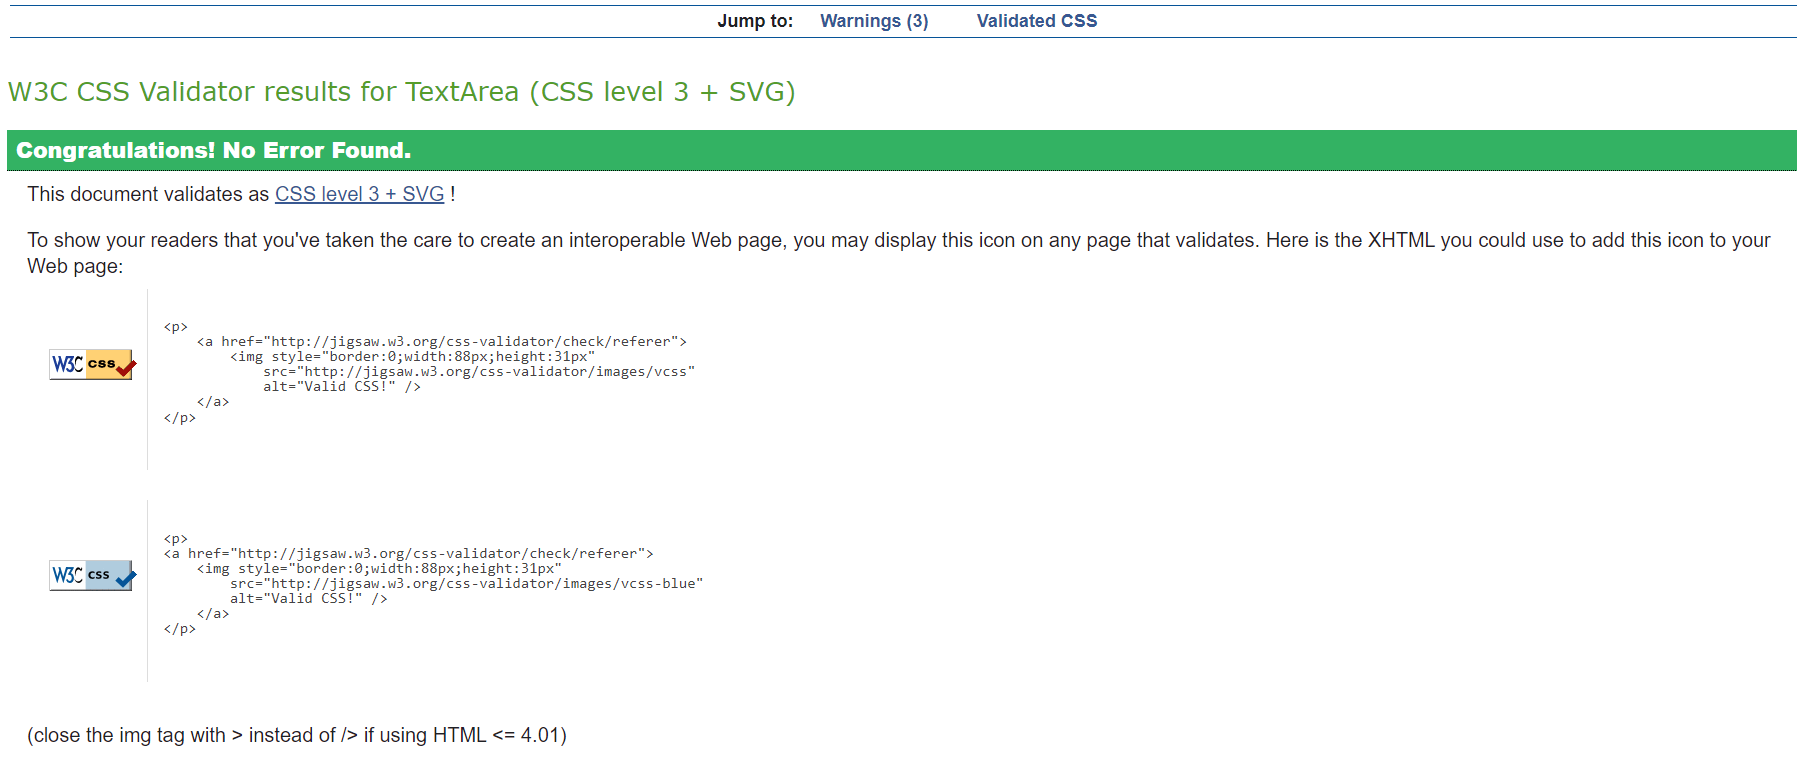 Jump to: Warnings (3) Validated CSS
W3C CSS Validator results for TextArea (CSS level 3 + SVG)
Congratulations! No Error Found.
This document validates as CSS level 3 + SVG !
To show your readers that you've taken the care to create an interoperable Web page, you may display this icon on any page that validates. Here is the XHTML you could use to add this icon to your
Web page:
W3C css
<p>
<a href="http://jigsaw.w3.org/css-validator/check/referer">
<img style="border:0;width:88px;height:31px"
src="http://jigsaw.w3.org/css-validator/images/vcss"
alt="Valid CSS!" />
</a>
</p>
W3C css
<p>
<a href="http://jigsaw.w3.org/css-validator/check/referer">
<img style="border:0;width:88px;height:31px"
src="http://jigsaw.w3.org/css-validator/images/vcss-blue"
alt="Valid CSS!" />
</a>
</p>
(close the img tag with > instead of /> if using HTML <= 4.01)